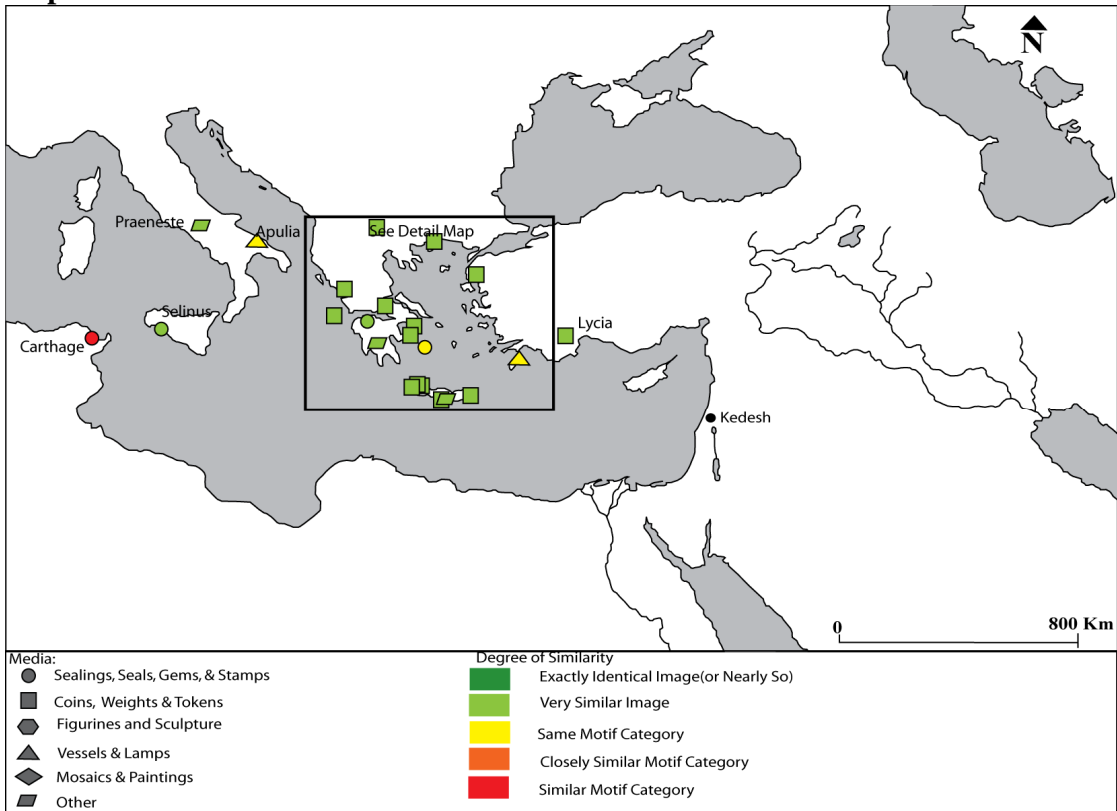 N
Praeneste
Apulia
See Detail Map
Selinus
Carthage
Lycia
Kedesh
0 800 Km
Media:
Sealings, Seals, Gems, & Stamps
Coins, Weights & Tokens
Figurines and Sculpture
Vessels & Lamps
Mosaics & Paintings
Other
Degree of Similarity
Exactly Identical Image(or Nearly So)
Very Similar Image
Same Motif Category
Closely Similar Motif Category
Similar Motif Category